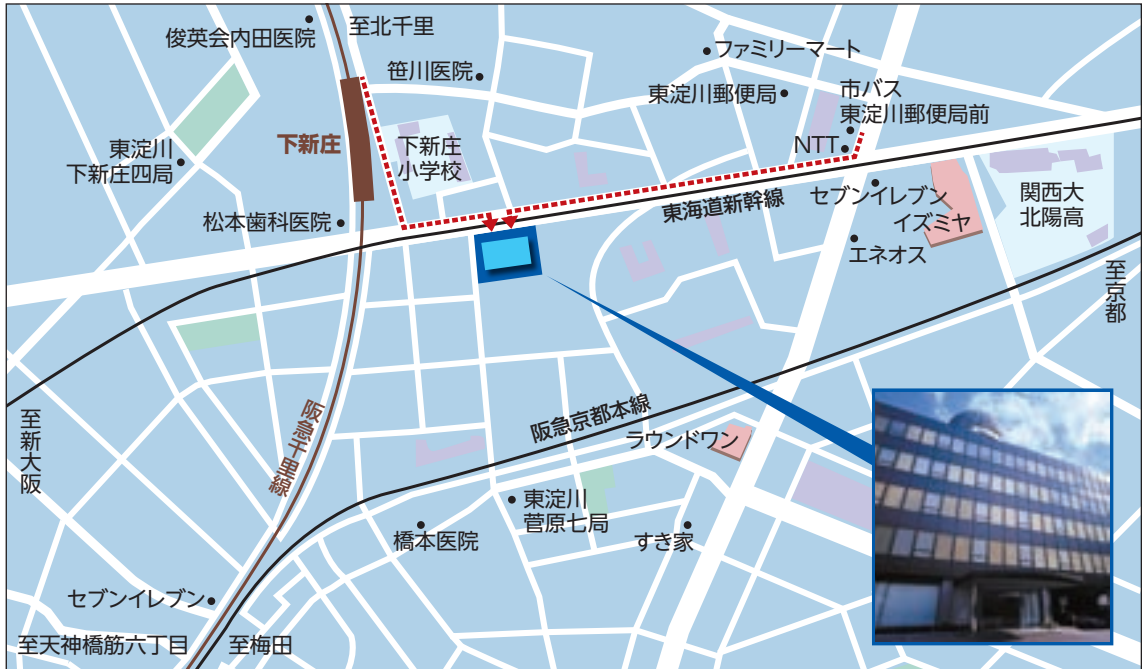 俊英会内田医院
至北千里
笹川医院
ファミリーマート
東淀川郵便局
市バス
東淀川郵便局前
NTT
東淀川
下新庄四局
下新庄
下新庄
小学校
松本歯科医院
東海道新幹線
セブンイレブン
イズミヤ
エネオス
関西大
北陽高
至京都
至新大阪
阪急千里線
阪急京都本線
ラウンドワン
東淀川
菅原七局
橋本医院
すき家
セブンイレブン
至天神橋筋六丁目
至梅田